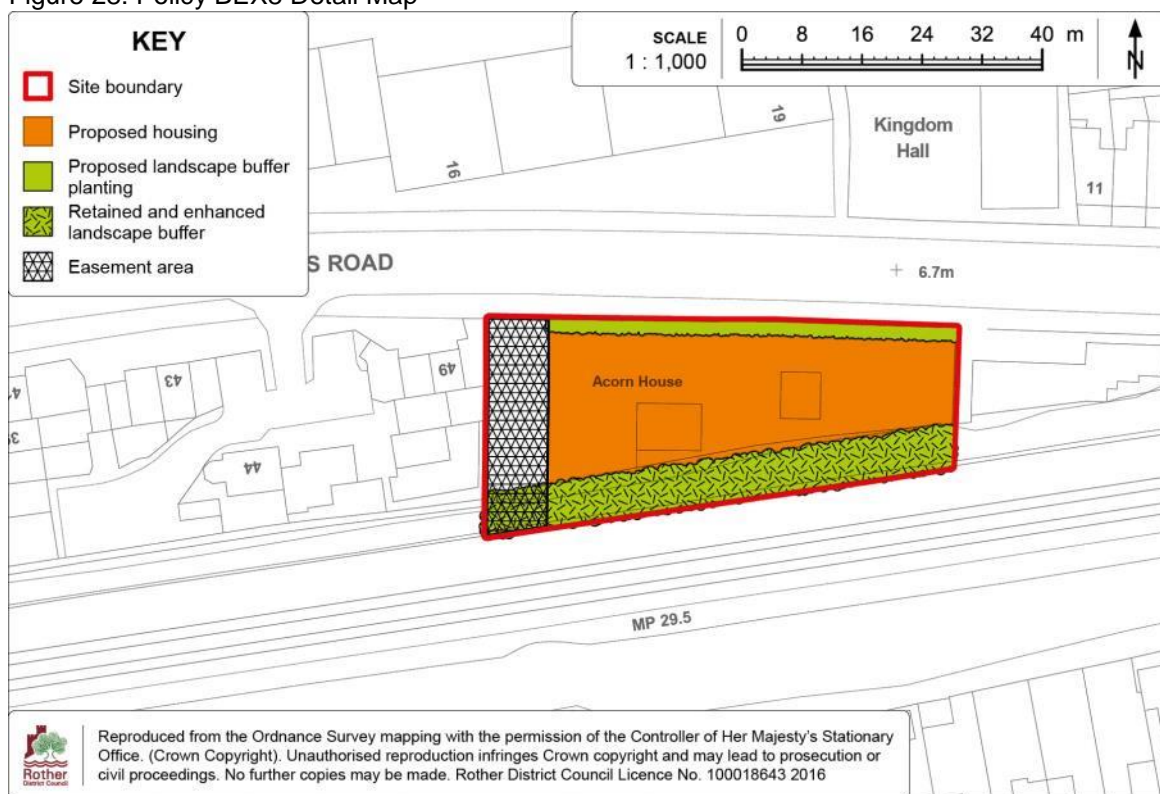 Figure 28: Policy BEX8 Detail Map
KEY
Site boundary
Proposed housing
Proposed landscape buffer
planting
Retained and enhanced
landscape buffer
Easement area
SCALE
1 : 1,000
0 8 16 24 32 40 m
N
19
16
Kingdom
Hall
11
S ROAD
6.7m
49
43
44
Acorn House
MP 29.5
Rother
District Council
Reproduced from the Ordnance Survey mapping with the permission of the Controller of Her Majesty's Stationary
Office. (Crown Copyright). Unauthorised reproduction infringes Crown copyright and may lead to prosecution or
civil proceedings. No further copies may be made. Rother District Council Licence No. 100018643 2016